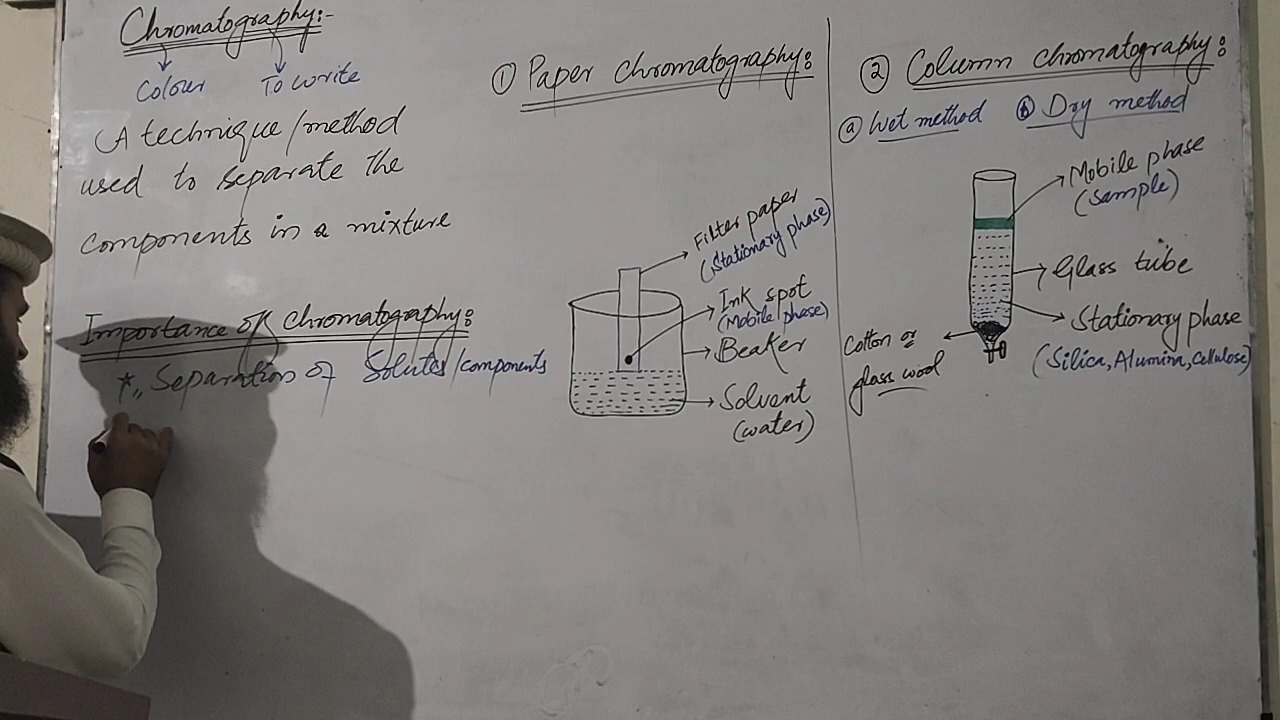 Chromatography:-
Colour To write
A technique/method
used to separate the
components in a mixture
Importance of chromatography:
* Separation of Solutes/components
① Paper chromatography:
Filter paper
(Stationary phase)
Ink spot
(Mobile phase)
Beaker
Solvent
(water)
② Column chromatography:
ⓐ Wet method ⓑ Dry method
Mobile phase
(Sample)
Glass tube
Stationary phase
(Silica, Alumina, Cellulose)
Cotton or
glass wool